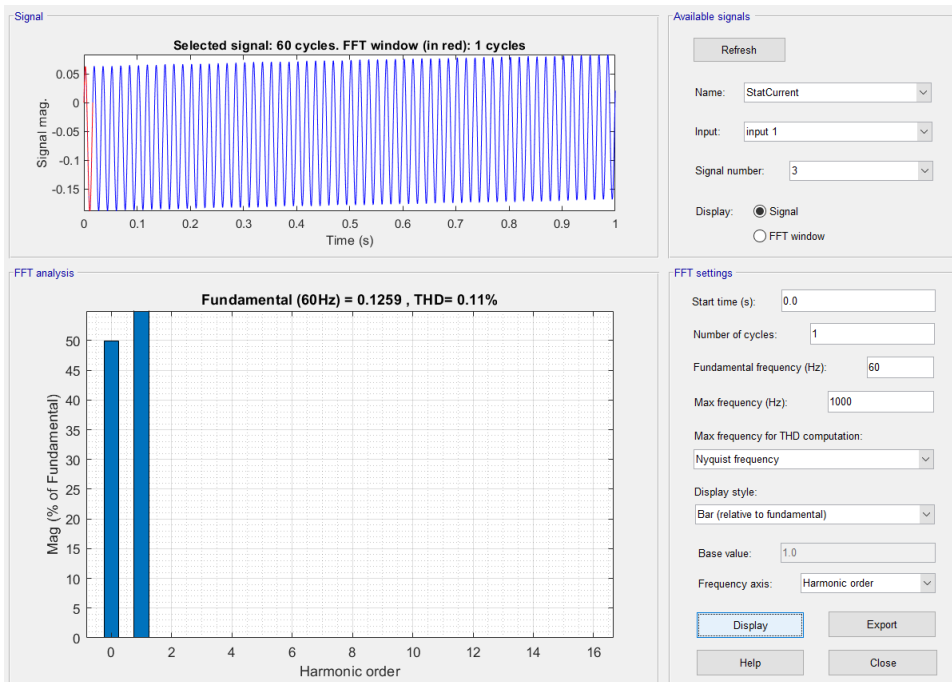 Signal
Selected signal: 60 cycles. FFT window (in red): 1 cycles
Signal mag.
0.05
0
-0.05
-0.1
-0.15
0 0.1 0.2 0.3 0.4 0.5 0.6 0.7 0.8 0.9 1
Time (s)
Available signals
Refresh
Name: StatCurrent
Input: input 1
Signal number: 3
Display: Signal
FFT window
FFT analysis
Fundamental (60Hz) = 0.1259 , THD= 0.11%
Mag (% of Fundamental)
50
45
40
35
30
25
20
15
10
5
0
0 2 4 6 8 10 12 14 16
Harmonic order
FFT settings
Start time (s): 0.0
Number of cycles: 1
Fundamental frequency (Hz): 60
Max frequency (Hz): 1000
Max frequency for THD computation:
Nyquist frequency
Display style:
Bar (relative to fundamental)
Base value: 1.0
Frequency axis: Harmonic order
Display Export
Help Close